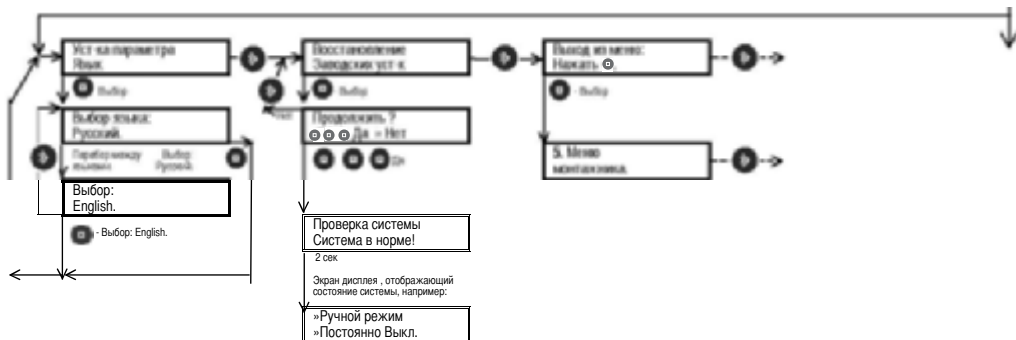 Уст-ка параметра
Язык
Восстановление
Заводских уст-к
Выход из меню:
Нажать
Выбор
Выбор
- Выбор
Выбор языка:
Русский.
сек
Продолжить ?
Да » Нет
Перебор между
языками
Выбор:
Русский.
Да
5. Меню
монтажника.
Выбор:
English.
- Выбор: English.
Проверка системы
Система в норме!
2 сек
Экран дисплея , отображающий
состояние системы, например:
»Ручной режим
»Постоянно Выкл.